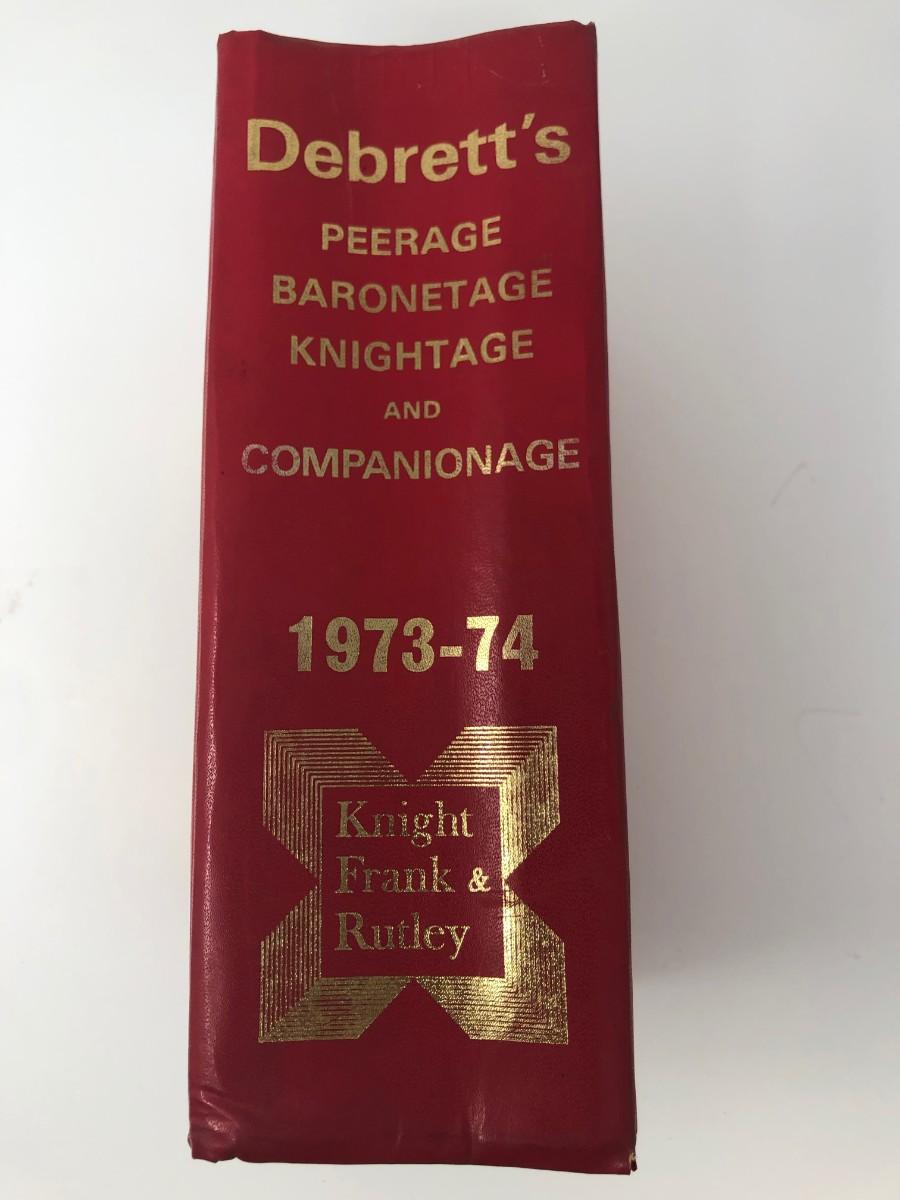 Debrett's
PEERAGE
BARONETAGE
KNIGHTAGE
AND
COMPANIONAGE
1973-74
Knight
Frank &
Rutley